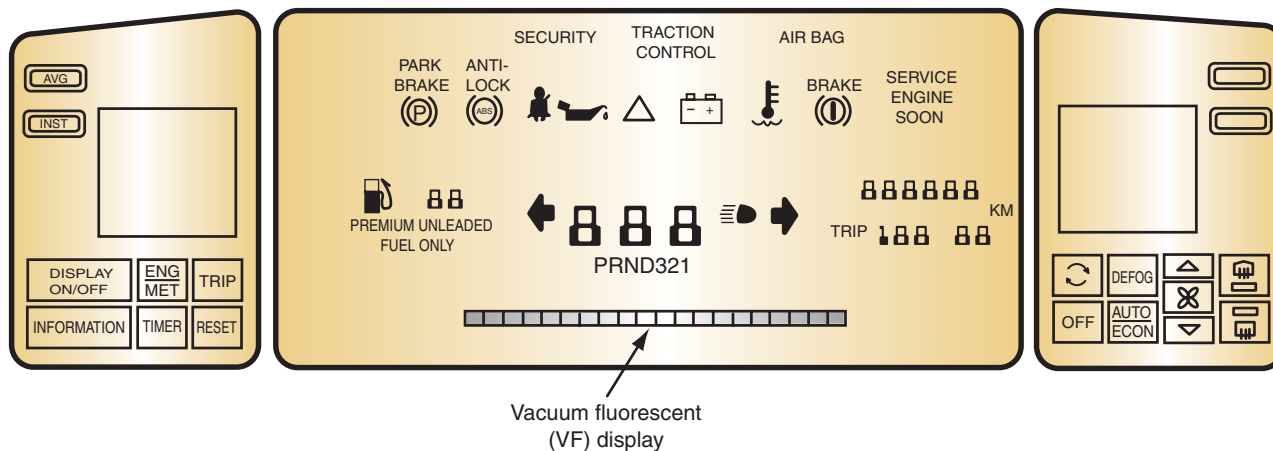 AVG
INST
DISPLAY
ON/OFF
ENG
MET
TRIP
INFORMATION
TIMER
RESET
SECURITY
TRACTION
CONTROL
AIR BAG
PARK
BRAKE
P
ANTI-
LOCK
ABS
- +
BRAKE
SERVICE
ENGINE
SOON
88
PREMIUM UNLEADED
FUEL ONLY
888
PRND321
888888
KM
TRIP 188 88
DEFOG
OFF
AUTO
ECON
Vacuum fluorescent
(VF) display